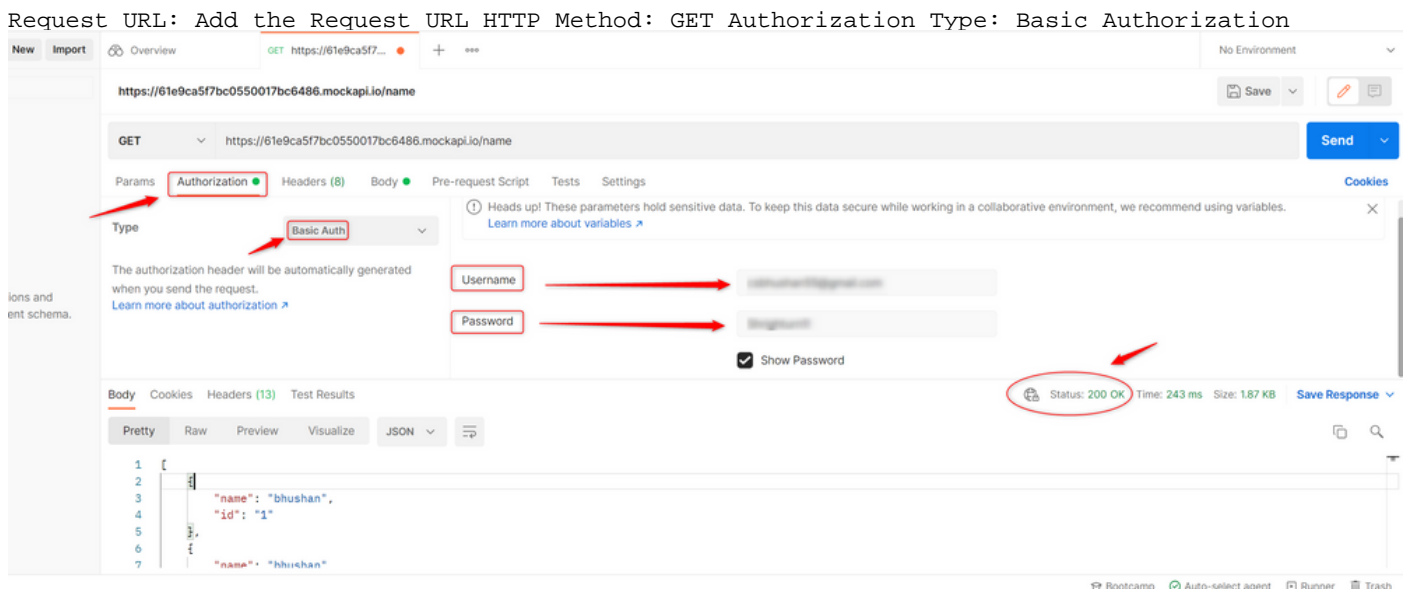 Request URL: Add the Request URL HTTP Method: GET Authorization Type: Basic Authorization
New Import Overview GET https://61e9ca5f7... + ooo No Environment
https://61e9ca5f7bc0550017bc6486.mockapi.io/name Save
GET https://61e9ca5f7bc0550017bc6486.mockapi.io/name Send
Params Authorization Headers (8) Body Pre-request Script Tests Settings Cookies
Heads up! These parameters hold sensitive data. To keep this data secure while working in a collaborative environment, we recommend using variables.
Learn more about variables ↗
Type Basic Auth
The authorization header will be automatically generated
when you send the request.
Learn more about authorization ↗
ions and
ent schema.
Username
Password
Show Password
Body Cookies Headers (13) Test Results Status: 200 OK Time: 243 ms Size: 1.87 KB Save Response
Pretty Raw Preview Visualize JSON
1 [
2 {
3 "name": "bhushan",
4 "id": "1"
5 },
6 {
7 "name": "bhushan"
Bootcamp Auto-select agent Runner Trash